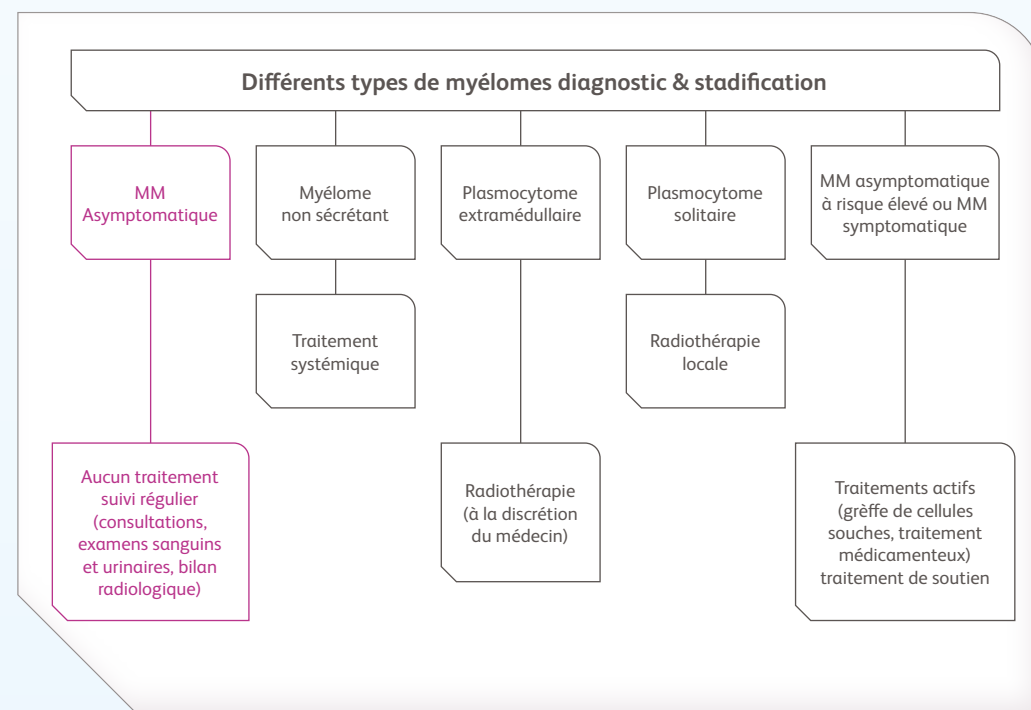 Différents types de myélomes diagnostic & stadification
MM
Asymptomatique
Myélome
non sécrétant
Plasmocytome
extramédullaire
Plasmocytome
solitaire
MM asymptomatique
à risque élevé ou MM
symptomatique
Traitement
systémique
Radiothérapie
locale
Aucun traitement
suivi régulier
(consultations,
examens sanguins
et urinaires, bilan
radiologique)
Radiothérapie
(à la discrétion
du médecin)
Traitements actifs
(grèffe de cellules
souches, traitement
médicamenteux)
traitement de soutien